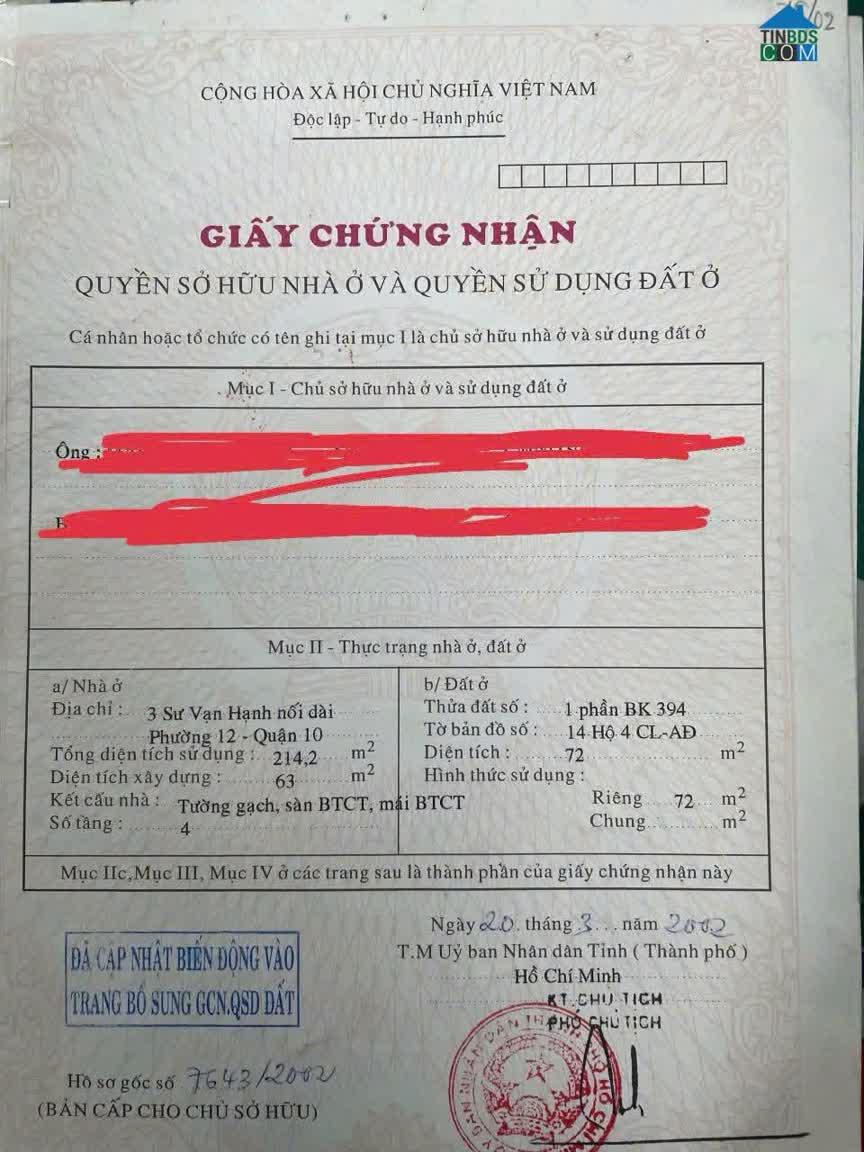 /02
TINBDS
COM
CỘNG HÒA XÃ HỘI CHỦ NGHĨA VIỆT NAM
Độc lập - Tự do - Hạnh phúc
GIẤY CHỨNG NHẬN
QUYỀN SỞ HỮU NHÀ Ở VÀ QUYỀN SỬ DỤNG ĐẤT Ở
Cá nhân hoặc tổ chức có tên ghi tại mục I là chủ sở hữu nhà ở và sử dụng đất ở
Mục I - Chủ sở hữu nhà ở và sử dụng đất ở
Ông :
Mục II - Thực trạng nhà ở, đất ở
a/ Nhà ở
Địa chỉ : 3 Sư Vạn Hạnh nối dài
Phường 12 - Quận 10
Tổng diện tích sử dụng : 214,2 m2
Diện tích xây dựng : 63 m2
Kết cấu nhà : Tường gạch, sàn BTCT, mái BTCT
Số tầng : 4
b/ Đất ở
Thửa đất số : 1 phần BK 394
Tờ bản đồ số : 14 Hộ 4 CL-AĐ
Diện tích : 72 m2
Hình thức sử dụng :
Riêng 72 m2
Chung m2
Mục IIc, Mục III, Mục IV ở các trang sau là thành phần của giấy chứng nhận này
Ngày 20 tháng 3 năm 2002
T.M Uỷ ban Nhân dân Tỉnh ( Thành phố )
Hồ Chí Minh
KT. CHỦ TỊCH
PHÓ CHỦ TỊCH
ĐÃ CẬP NHẬT BIẾN ĐỘNG VÀO
TRANG BỔ SUNG GCN.QSD ĐẤT
Hồ sơ gốc số 7643/2002
(BẢN CẤP CHO CHỦ SỞ HỮU)